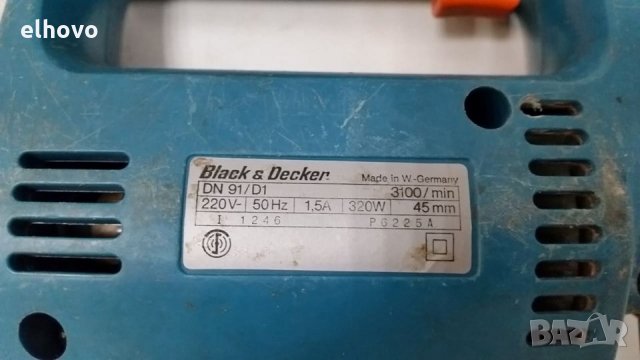 elhovo
Black & Decker Made in W.-Germany
DN 91/D1 3100/min
220V~ 50Hz 1,5A 320W 45mm
I 1246 P6225A
BAZAR